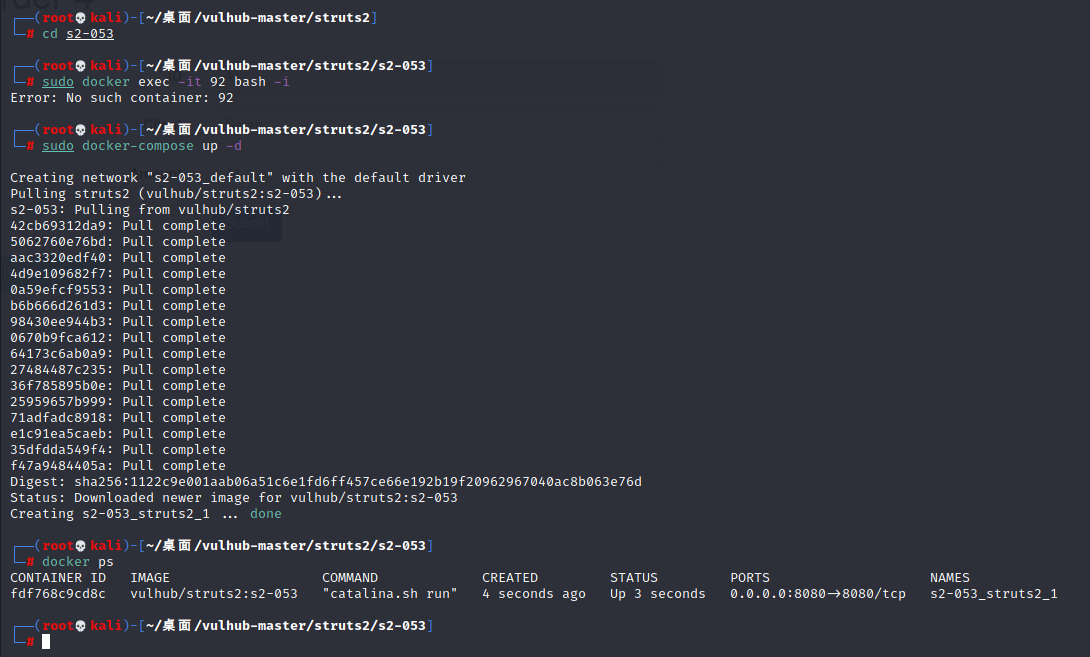 ┌──(root💀kali)-[~/桌面/vulhub-master/struts2]
└─# cd s2-053
┌──(root💀kali)-[~/桌面/vulhub-master/struts2/s2-053]
└─# sudo docker exec -it 92 bash -i
Error: No such container: 92
┌──(root💀kali)-[~/桌面/vulhub-master/struts2/s2-053]
└─# sudo docker-compose up -d
Creating network "s2-053_default" with the default driver
Pulling struts2 (vulhub/struts2:s2-053)...
s2-053: Pulling from vulhub/struts2
42cb69312da9: Pull complete
5062760e76bd: Pull complete
aac3320edf40: Pull complete
4d9e109682f7: Pull complete
0a59efcf9553: Pull complete
b6b666d261d3: Pull complete
98430ee944b3: Pull complete
0670b9fca612: Pull complete
64173c6ab0a9: Pull complete
27484487c235: Pull complete
36f785895b0e: Pull complete
25959657b999: Pull complete
71adfadc8918: Pull complete
e1c91ea5caeb: Pull complete
35dfdda549f4: Pull complete
f47a9484405a: Pull complete
Digest: sha256:1122c9e001aab06a51c6e1fd6ff457ce66e192b19f20962967040ac8b063e76d
Status: Downloaded newer image for vulhub/struts2:s2-053
Creating s2-053_struts2_1 ... done
┌──(root💀kali)-[~/桌面/vulhub-master/struts2/s2-053]
└─# docker ps
CONTAINER ID   IMAGE                   COMMAND             CREATED         STATUS         PORTS                    NAMES
fdf768c9cd8c   vulhub/struts2:s2-053   "catalina.sh run"   4 seconds ago   Up 3 seconds   0.0.0.0:8080->8080/tcp   s2-053_struts2_1
┌──(root💀kali)-[~/桌面/vulhub-master/struts2/s2-053]
└─#